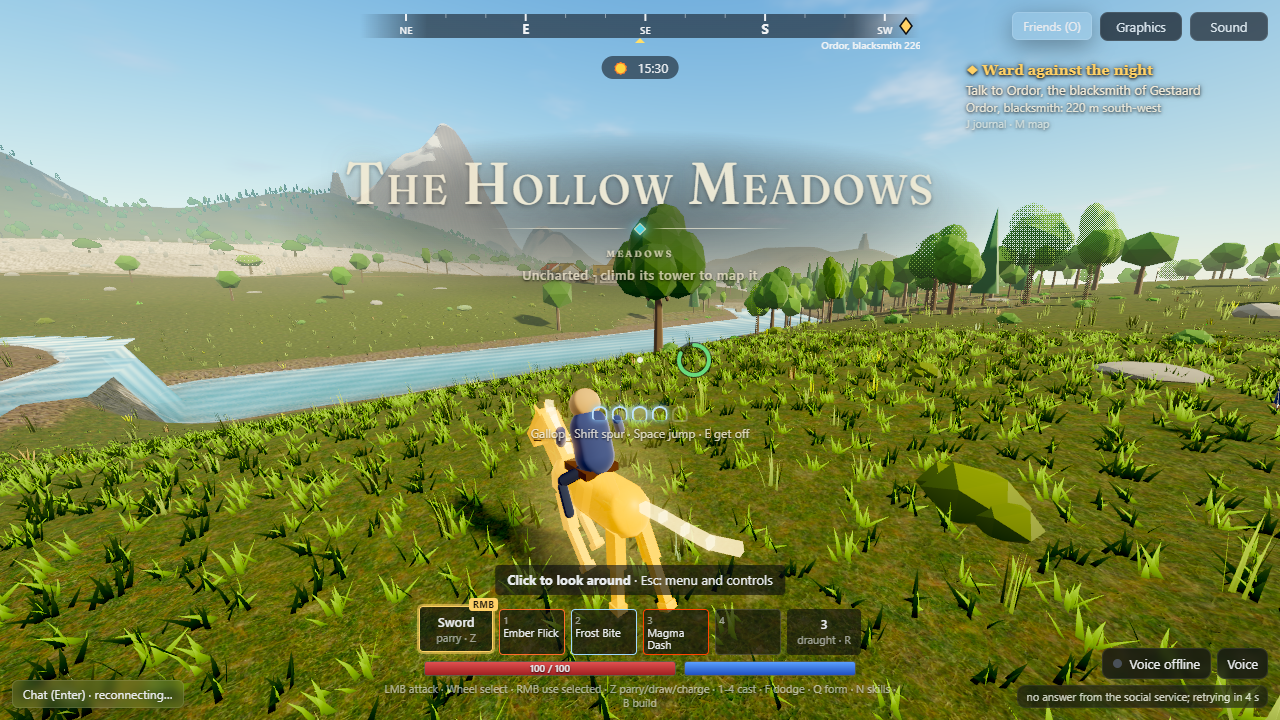 NE E SE S SW
Ordor, blacksmith 226
15:30
Friends (O) Graphics Sound
◆ Ward against the night
Talk to Ordor, the blacksmith of Gestaard
Ordor, blacksmith: 220 m south-west
J journal · M map
The Hollow Meadows
MEADOWS
Uncharted - climb its tower to map it
Gallop · Shift spur · Space jump · E get off
Click to look around · Esc: menu and controls
RMB
Sword
parry · Z
1
Ember Flick
2
Frost Bite
3
Magma
Dash
4
3
draught · R
100 / 100
LMB attack · Wheel select · RMB use selected · Z parry/draw/charge · 1-4 cast · F dodge · Q form · N skills ·
B build
Chat (Enter) · reconnecting...
Voice offline Voice
no answer from the social service; retrying in 4 s